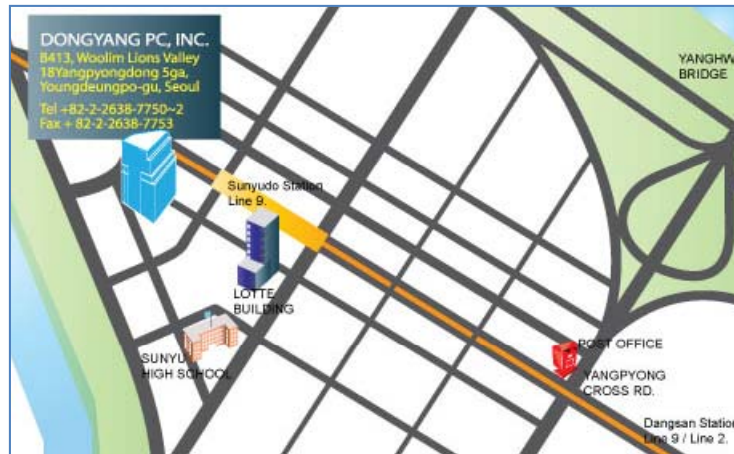 DONGYANG PC, INC.
B413, Woolim Lions Valley
18Yangpyongdong 5ga,
Youngdeungpo-gu, Seoul
Tel +82-2-2638-7750~2
Fax + 82-2-2638-7753
YANGHW
BRIDGE
Sunyudo Station
Line 9.
LOTTE
BUILDING
SUNYU
HIGH SCHOOL
POST OFFICE
YANGPYONG
CROSS RD.
Dangsan Station
Line 9 / Line 2.